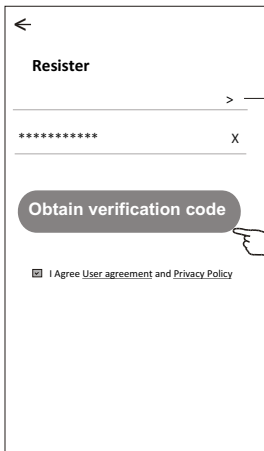 Resister
>
*********** X
Obtain verification code
I Agree User agreement and Privacy Policy